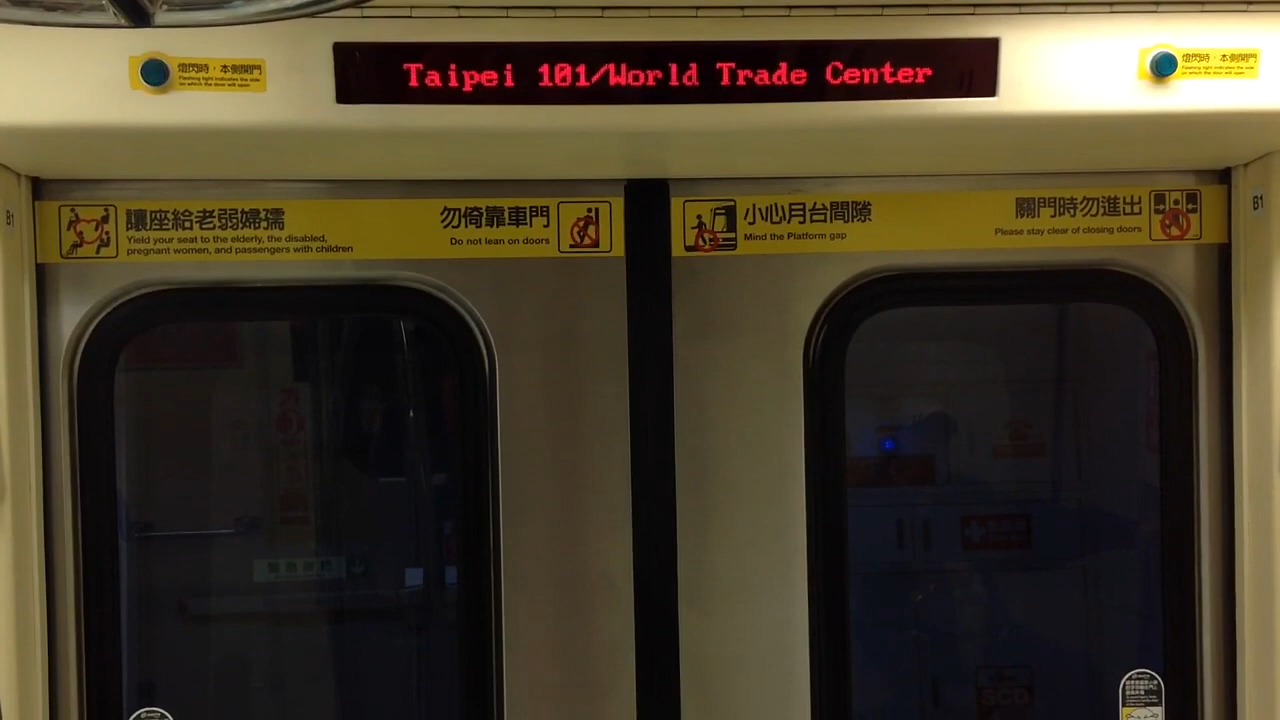 燈閃時，本側開門
Flashing light indicates the side
on which the door will open
Taipei 101/World Trade Center
燈閃時，本側開門
Flashing light indicates the side
on which the door will open
B1
讓座給老弱婦孺
Yield your seat to the elderly, the disabled,
pregnant women, and passengers with children
勿倚靠車門
Do not lean on doors
小心月台間隙
Mind the Platform gap
關門時勿進出
Please stay clear of closing doors
B1